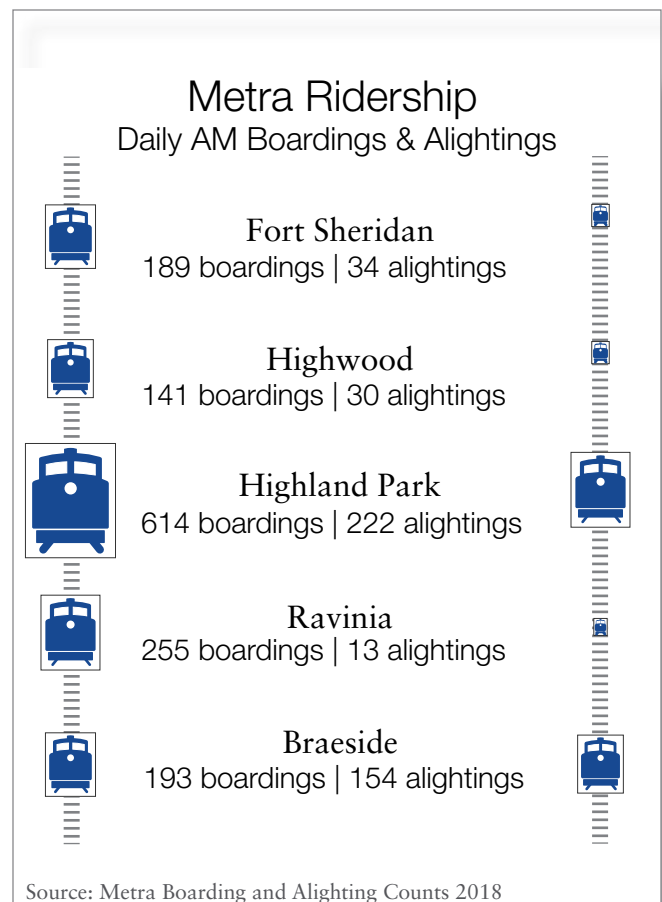 Metra Ridership
Daily AM Boardings & Alightings
Fort Sheridan
189 boardings | 34 alightings
Highwood
141 boardings | 30 alightings
Highland Park
614 boardings | 222 alightings
Ravinia
255 boardings | 13 alightings
Braeside
193 boardings | 154 alightings
Source: Metra Boarding and Alighting Counts 2018